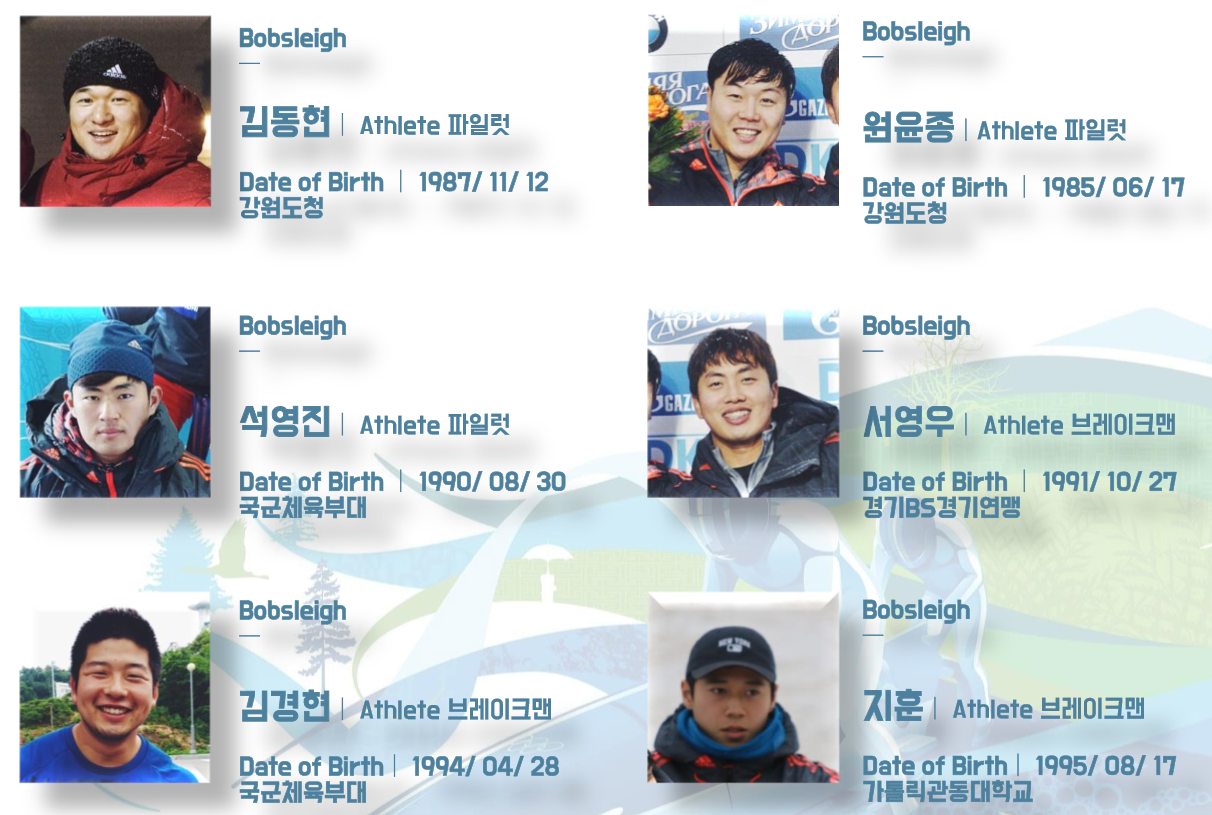 Bobsleigh
김동현 | Athlete 파일럿
Date of Birth | 1987/ 11/ 12
강원도청
adidas
Bobsleigh
원윤종 | Athlete 파일럿
Date of Birth | 1985/ 06/ 17
강원도청
Bobsleigh
석영진 | Athlete 파일럿
Date of Birth | 1990/ 08/ 30
국군체육부대
Bobsleigh
서영우 | Athlete 브레이크맨
Date of Birth | 1991/ 10/ 27
경기BS경기연맹
Bobsleigh
김경현 | Athlete 브레이크맨
Date of Birth | 1994/ 04/ 28
국군체육부대
NEW YORK
Bobsleigh
지훈 | Athlete 브레이크맨
Date of Birth | 1995/ 08/ 17
가톨릭관동대학교